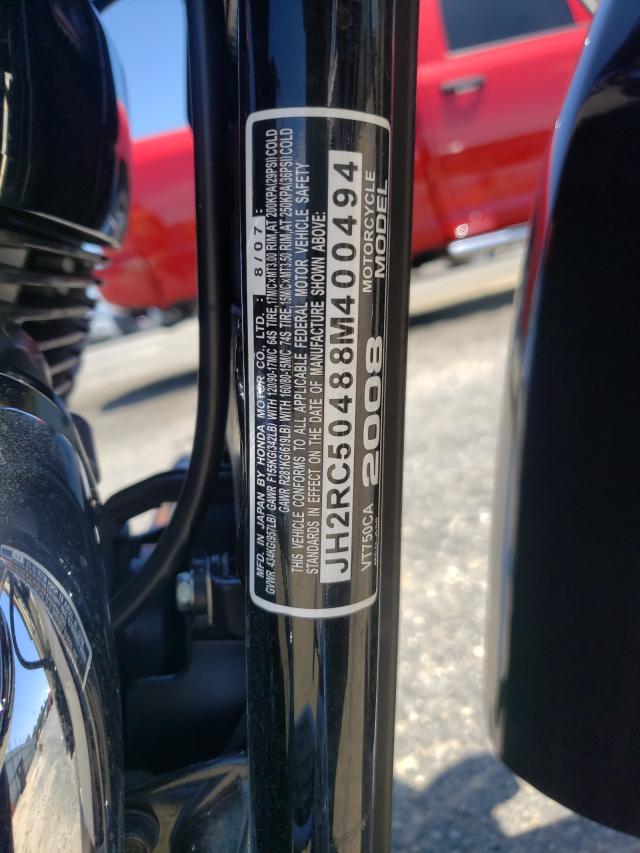 MFD. IN JAPAN BY HONDA MOTOR CO., LTD. : 8/07 :
GVWR 434KG(957LB) GAWR F155KG(342LB) WITH 120/90-17M/C 64S TIRE,17M/C×MT3.00 RIM,AT 200KPA(29PSI)COLD
GAWR R281KG(619LB) WITH 160/80-15M/C 74S TIRE,15M/C×MT3.50 RIM,AT 250KPA(36PSI)COLD
THIS VEHICLE CONFORMS TO ALL APPLICABLE FEDERAL MOTOR VEHICLE SAFETY
STANDARDS IN EFFECT ON THE DATE OF MANUFACTURE SHOWN ABOVE:
JH2RC50488M400494
VT750CA 2008 MOTORCYCLE MODEL